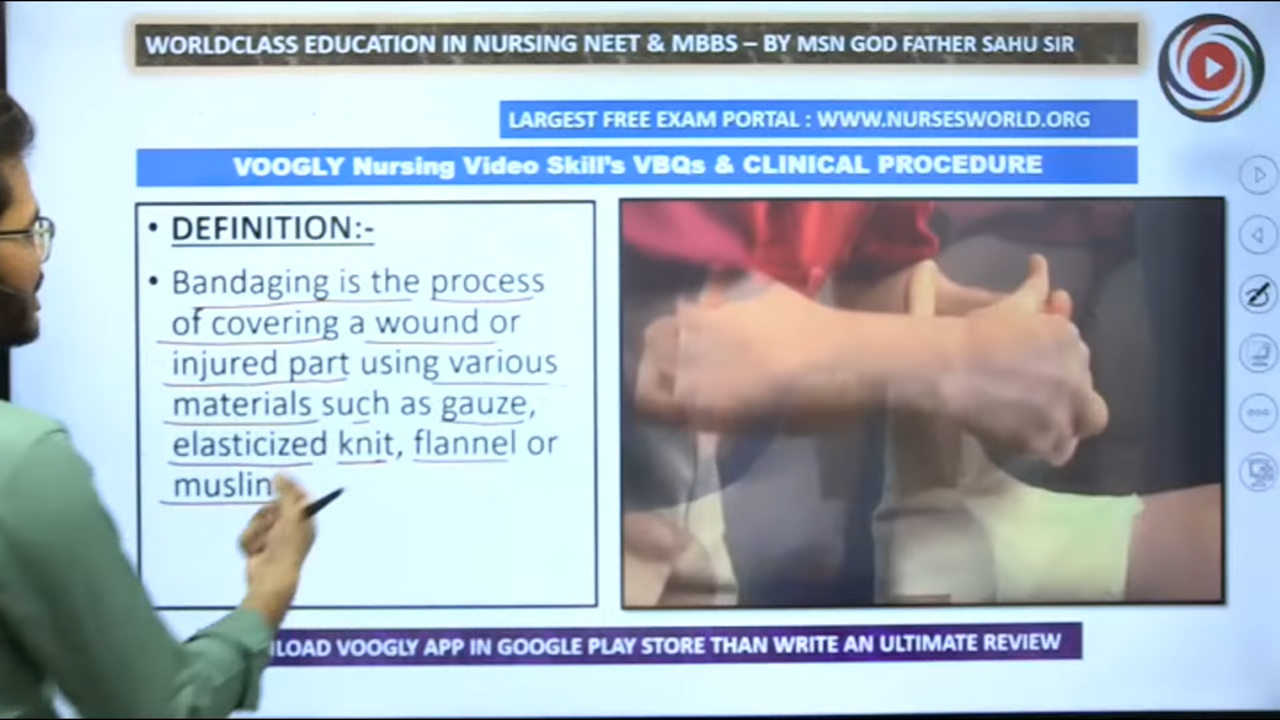 WORLDCLASS EDUCATION IN NURSING NEET & MBBS – BY MSN GOD FATHER SAHU SIR
LARGEST FREE EXAM PORTAL : WWW.NURSESWORLD.ORG
VOOGLY Nursing Video Skill's VBQs & CLINICAL PROCEDURE
• DEFINITION:-
• Bandaging is the process
of covering a wound or
injured part using various
materials such as gauze,
elasticized knit, flannel or
muslin
LOAD VOOGLY APP IN GOOGLE PLAY STORE THAN WRITE AN ULTIMATE REVIEW